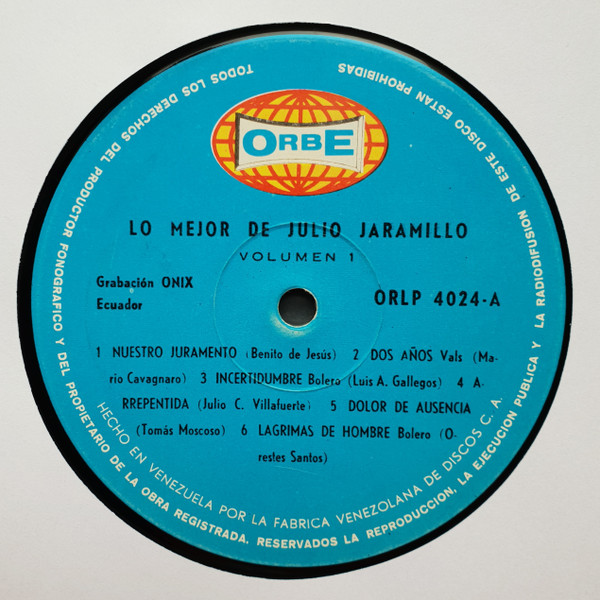 ORBE
LO MEJOR DE JULIO JARAMILLO
VOLUMEN 1
Grabación ONIX
Ecuador
ORLP 4024-A
1 NUESTRO JURAMENTO (Benito de Jesús) 2 DOS AÑOS Vals (Ma-
rio Cavagnaro) 3 INCERTIDUMBRE Bolero (Luis A. Gallegos) 4 A-
RREPENTIDA (Julio C. Villafuerte) 5 DOLOR DE AUSENCIA
(Tomás Moscoso) 6 LAGRIMAS DE HOMBRE Bolero (O-
restes Santos)
HECHO EN VENEZUELA POR LA FABRICA VENEZOLANA DE DISCOS C. A.
TODOS LOS DERECHOS DEL PRODUCTOR FONOGRAFICO Y DEL PROPIETARIO DE LA OBRA REGISTRADA. RESERVADOS LA REPRODUCCION, LA EJECUCION PUBLICA Y LA RADIODIFUSION DE ESTE DISCO ESTAN PROHIBIDAS